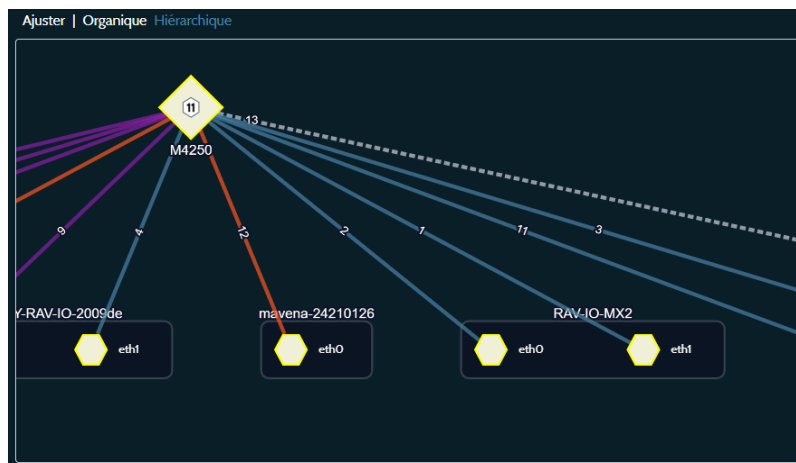 Ajuster | Organique Hiérarchique
11
13
M4250
9
4
12
2
1
11
3
Y-RAV-IO-2009de
mavena-24210126
RAV-IO-MX2
eth1
eth0
eth0
eth1